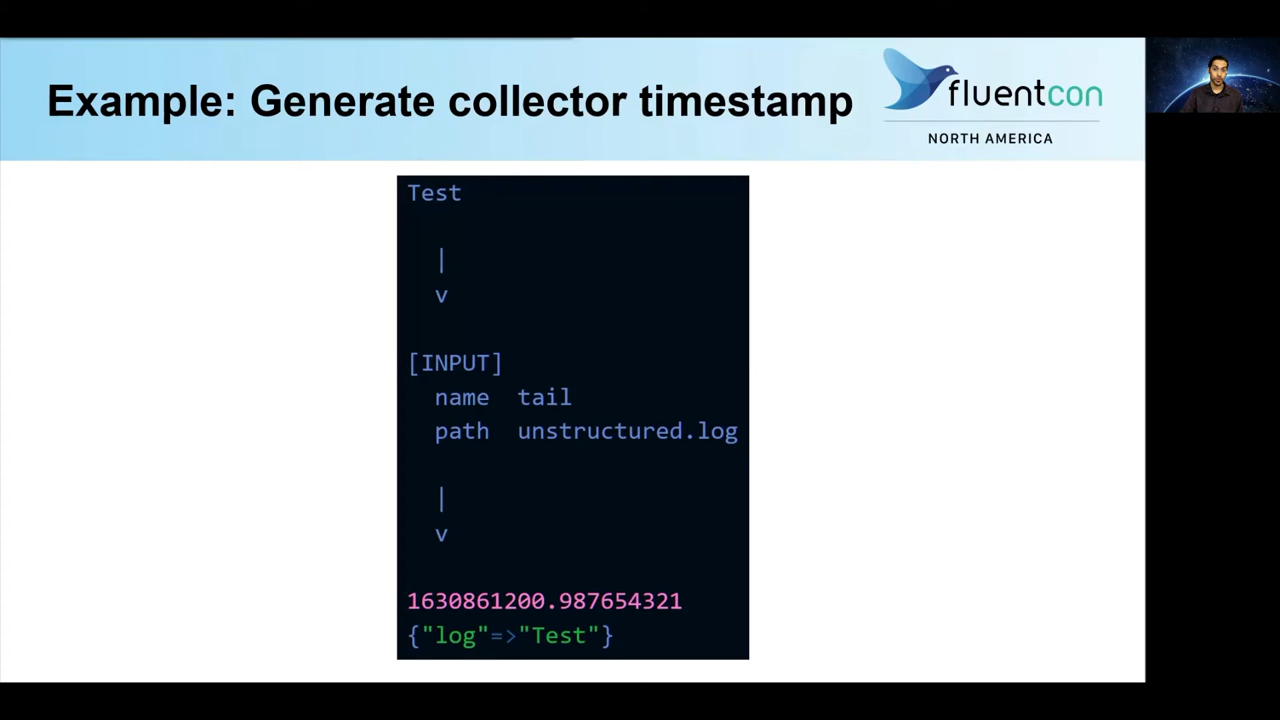 Example: Generate collector timestamp
fluentcon
NORTH AMERICA
Test
|
v
[INPUT]
name tail
path unstructured.log
|
v
1630861200.987654321
{"log"=>"Test"}